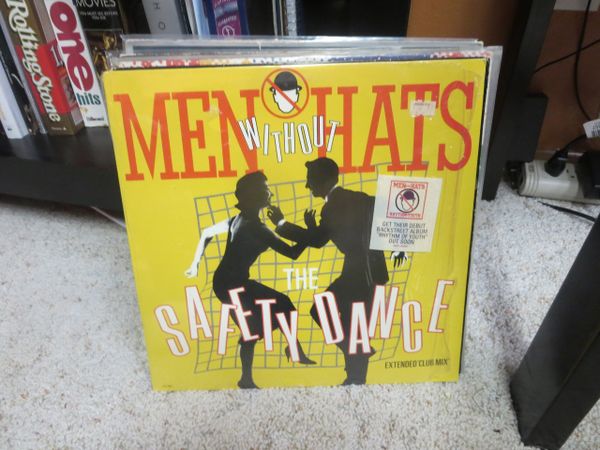 MOVIES
Rolling Stone
one
hits
MEN WITHOUT HATS
MEN HATS
GET THEIR DEBUT
BACKSTREET ALBUM
"RHYTHM OF YOUTH"
OUT SOON
THE
SAFETY DANCE
EXTENDED 'CLUB MIX'